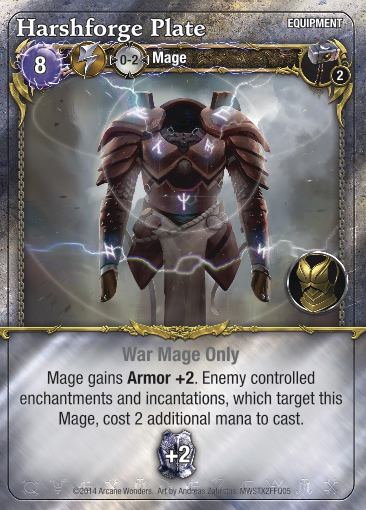 Harshforge Plate
EQUIPMENT
8
0-2 Mage
2
War Mage Only
Mage gains Armor +2. Enemy controlled
enchantments and incantations, which target this
Mage, cost 2 additional mana to cast.
+2
©2014 Arcane Wonders. Art by Andreas Zafiratos. MWSTX2FFQ05